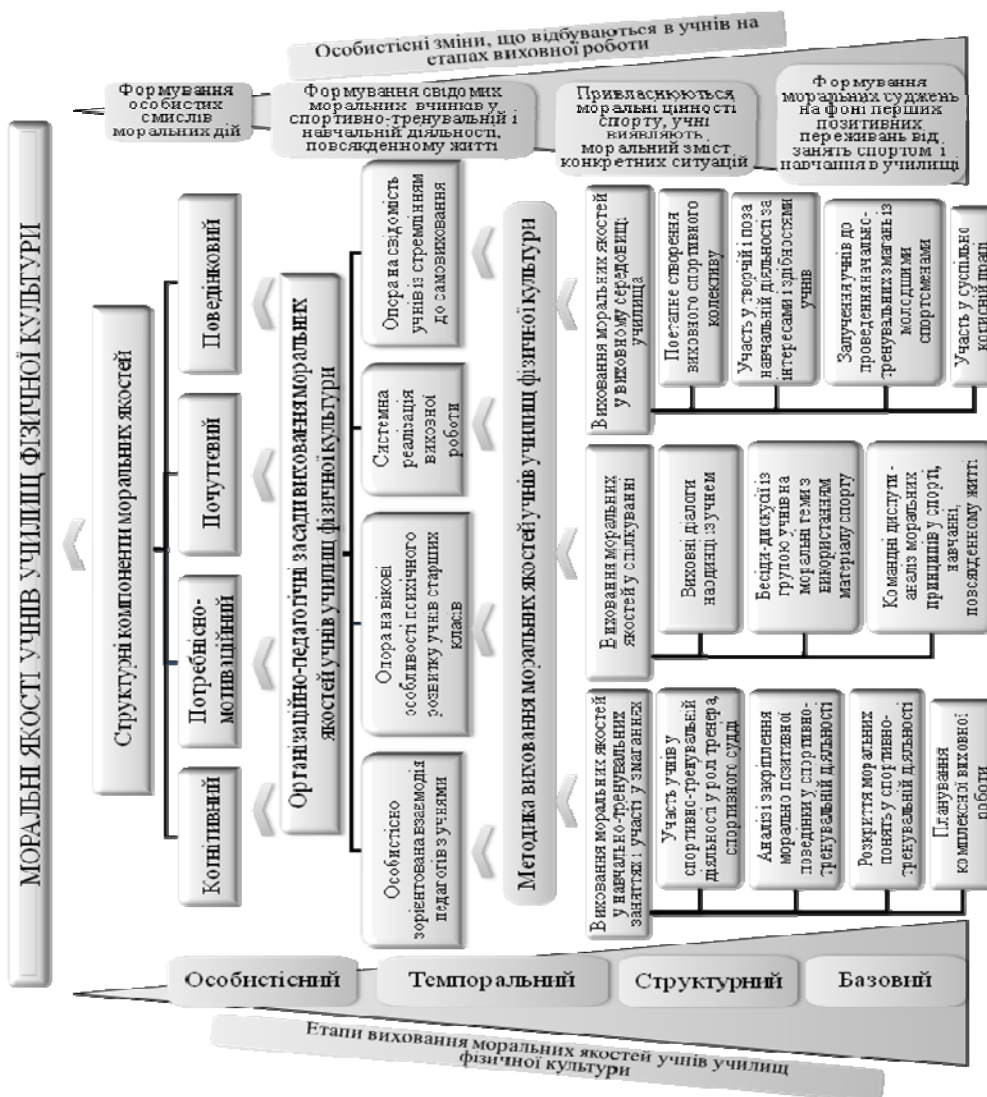 МОРАЛЬНІ ЯКОСТІ УЧНІВ УЧИЛИЩ ФІЗИЧНОЇ КУЛЬТУРИ
Структурні компоненти моральних якостей
Когнітивний
Потребнісно-
мотиваційний
Почуттєвий
Поведінковий
Організаційно-педагогічні засади виховання моральних
якостей учнів училищ фізичної культури
Особистісно
зорієнтована взаємодія
педагогів з учнями
Опора на вікові
особливості психічного
розвитку учнів старших
класів
Системна
реалізація
виховної
роботи
Опора на свідомість
учнів із стремлінням
до самовиховання
Методика виховання моральних якостей учнів училищ фізичної культури
Виховання моральних якостей
у навчально-тренувальних
заняттях і участі у змаганнях
Участь учнів у
спортивно-тренувальній
діяльності у ролі тренера,
спортивного судді
Аналіз і закріплення
морально позитивної
поведінки у спортивно-
тренувальній діяльності
Розкриття моральних
понять у спортивно-
тренувальній діяльності
Планування
комплексної виховної
роботи
Виховання моральних
якостей у спілкуванні
Виховні діалоги
наодинці із учнем
Бесіди-дискусії із
групою учнів на
моральні теми з
використанням
матеріалу спорту
Командні диспути -
аналіз моральних
принципів у спорті,
навчанні,
повсякденному житті
Виховання моральних якостей
у виховному середовищі
училища
Поетапне створення
виховного спортивного
колективу
Участь у творчій і поза
навчальній діяльності за
інтересами і здібностями
учнів
Залучення учнів до
проведення начально-
тренувальних змагань із
молодшими
спортсменами
Участь у суспільно
корисній праці
Етапи виховання моральних якостей учнів училищ
фізичної культури
Особистісний
Темпоральний
Структурний
Базовий
Особистісні зміни, що відбуваються в учнів на
етапах виховної роботи
Формування
особистих
смислів
моральних дій
Формування свідомих
моральних вчинків у
спортивно-тренувальній і
навчальній діяльності,
повсякденному житті
Привласнюються
моральні цінності
спорту, учні
виявляють
моральний зміст
конкретних ситуацій
Формування
моральних суджень
на фоні перших
позитивних
переживань від
занять спортом і
навчання в училищі